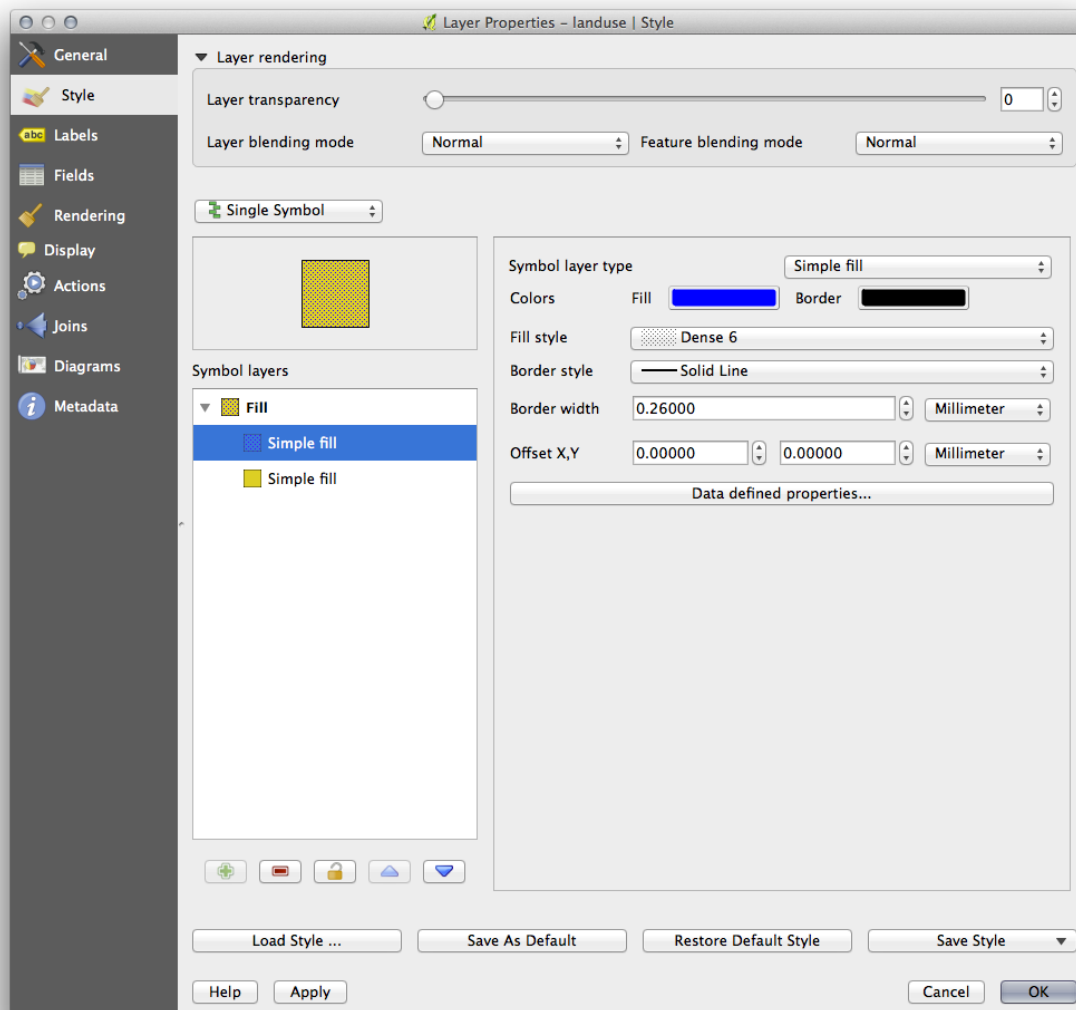 Layer Properties - landuse | Style
General
Style
abc Labels
Fields
Rendering
Display
Actions
Joins
Diagrams
Metadata
Layer rendering
Layer transparency 0
Layer blending mode Normal Feature blending mode Normal
Single Symbol
Symbol layers
Fill
Simple fill
Simple fill
Symbol layer type Simple fill
Colors Fill Border
Fill style Dense 6
Border style Solid Line
Border width 0.26000 Millimeter
Offset X,Y 0.00000 0.00000 Millimeter
Data defined properties...
Load Style ... Save As Default Restore Default Style Save Style
Help Apply Cancel OK